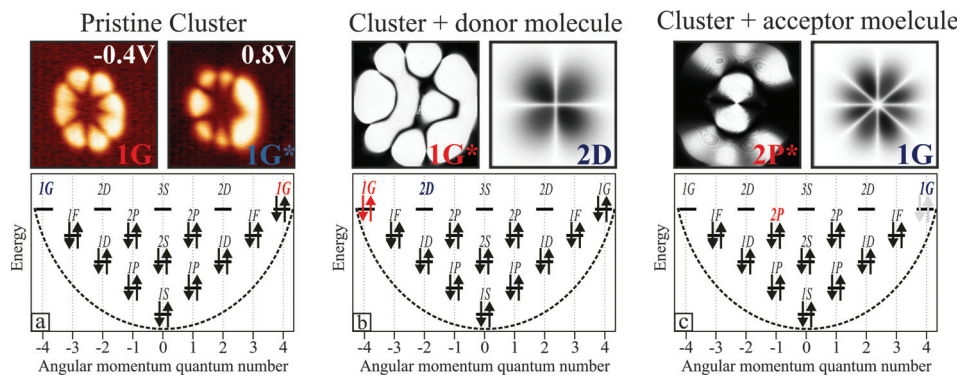 Pristine Cluster
-0.4V
0.8V
1G
1G*
1G 2D 3S 2D 1G
1F 2P 2P 1F
1D 2S 1D
1P 1P
1S
Energy
a
-4 -3 -2 -1 0 1 2 3 4
Angular momentum quantum number
Cluster + donor molecule
1G*
2D
1G 2D 3S 2D 1G
1F 2P 2P 1F
1D 2S 1D
1P 1P
1S
Energy
b
-4 -3 -2 -1 0 1 2 3 4
Angular momentum quantum number
Cluster + acceptor moelcule
2P*
1G
1G 2D 3S 2D 1G
1F 2P 2P 1F
1D 2S 1D
1P 1P
1S
Energy
c
-4 -3 -2 -1 0 1 2 3 4
Angular momentum quantum number